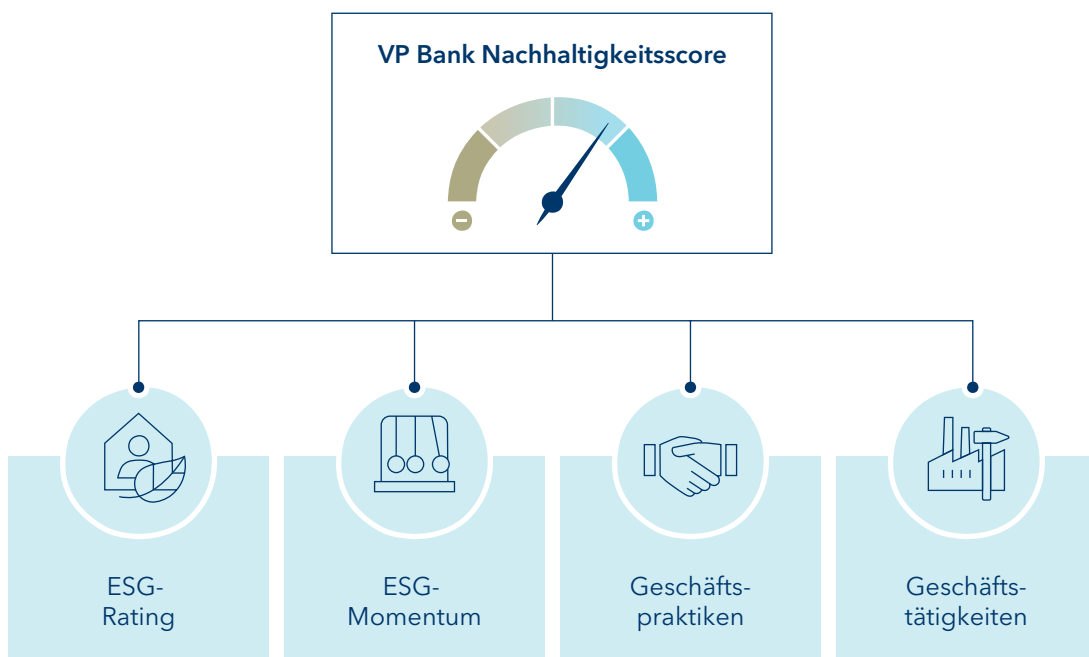 VP Bank Nachhaltigkeitsscore
ESG-
Rating
ESG-
Momentum
Geschäfts-
praktiken
Geschäfts-
tätigkeiten